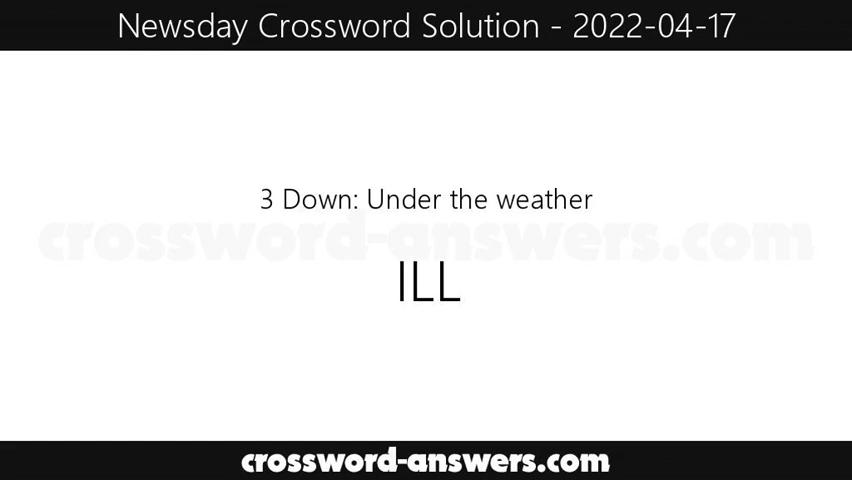 Newsday Crossword Solution - 2022-04-17
3 Down: Under the weather
crossword-answers.com
ILL
crossword-answers.com